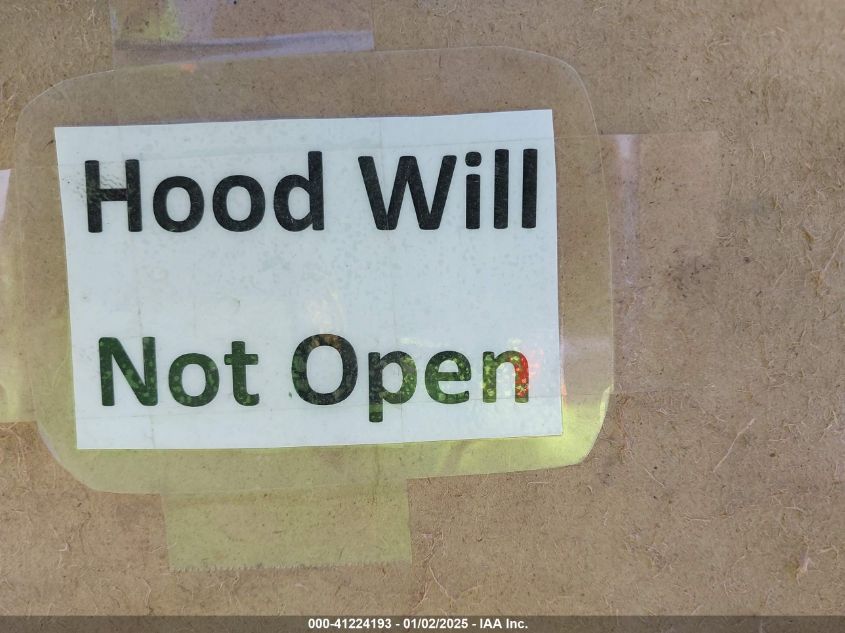 Hood Will
Not Open
000-41224193 - 01/02/2025 - IAA Inc.